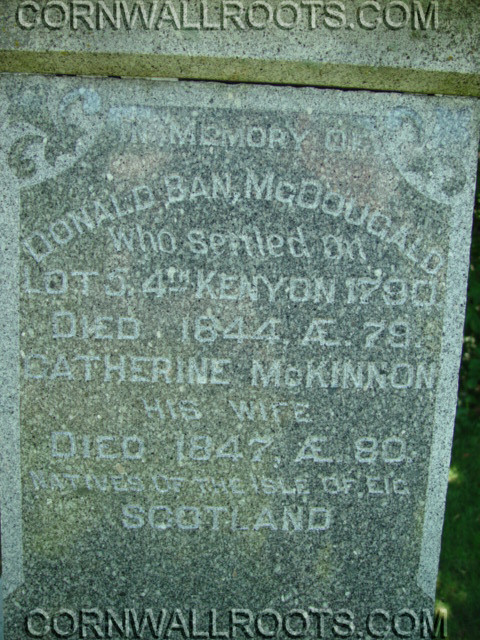 CORNWALLROOTS.COM
IN MEMORY OF
DONALD BAN, McDOUGALD
who settled on
LOT 5, 4TH KENYON 1790
DIED 1844, Æ. 79.
CATHERINE McKINNON
HIS WIFE
DIED 1847, Æ 80.
NATIVES OF THE ISLE OF EIG
SCOTLAND
CORNWALLROOTS.COM